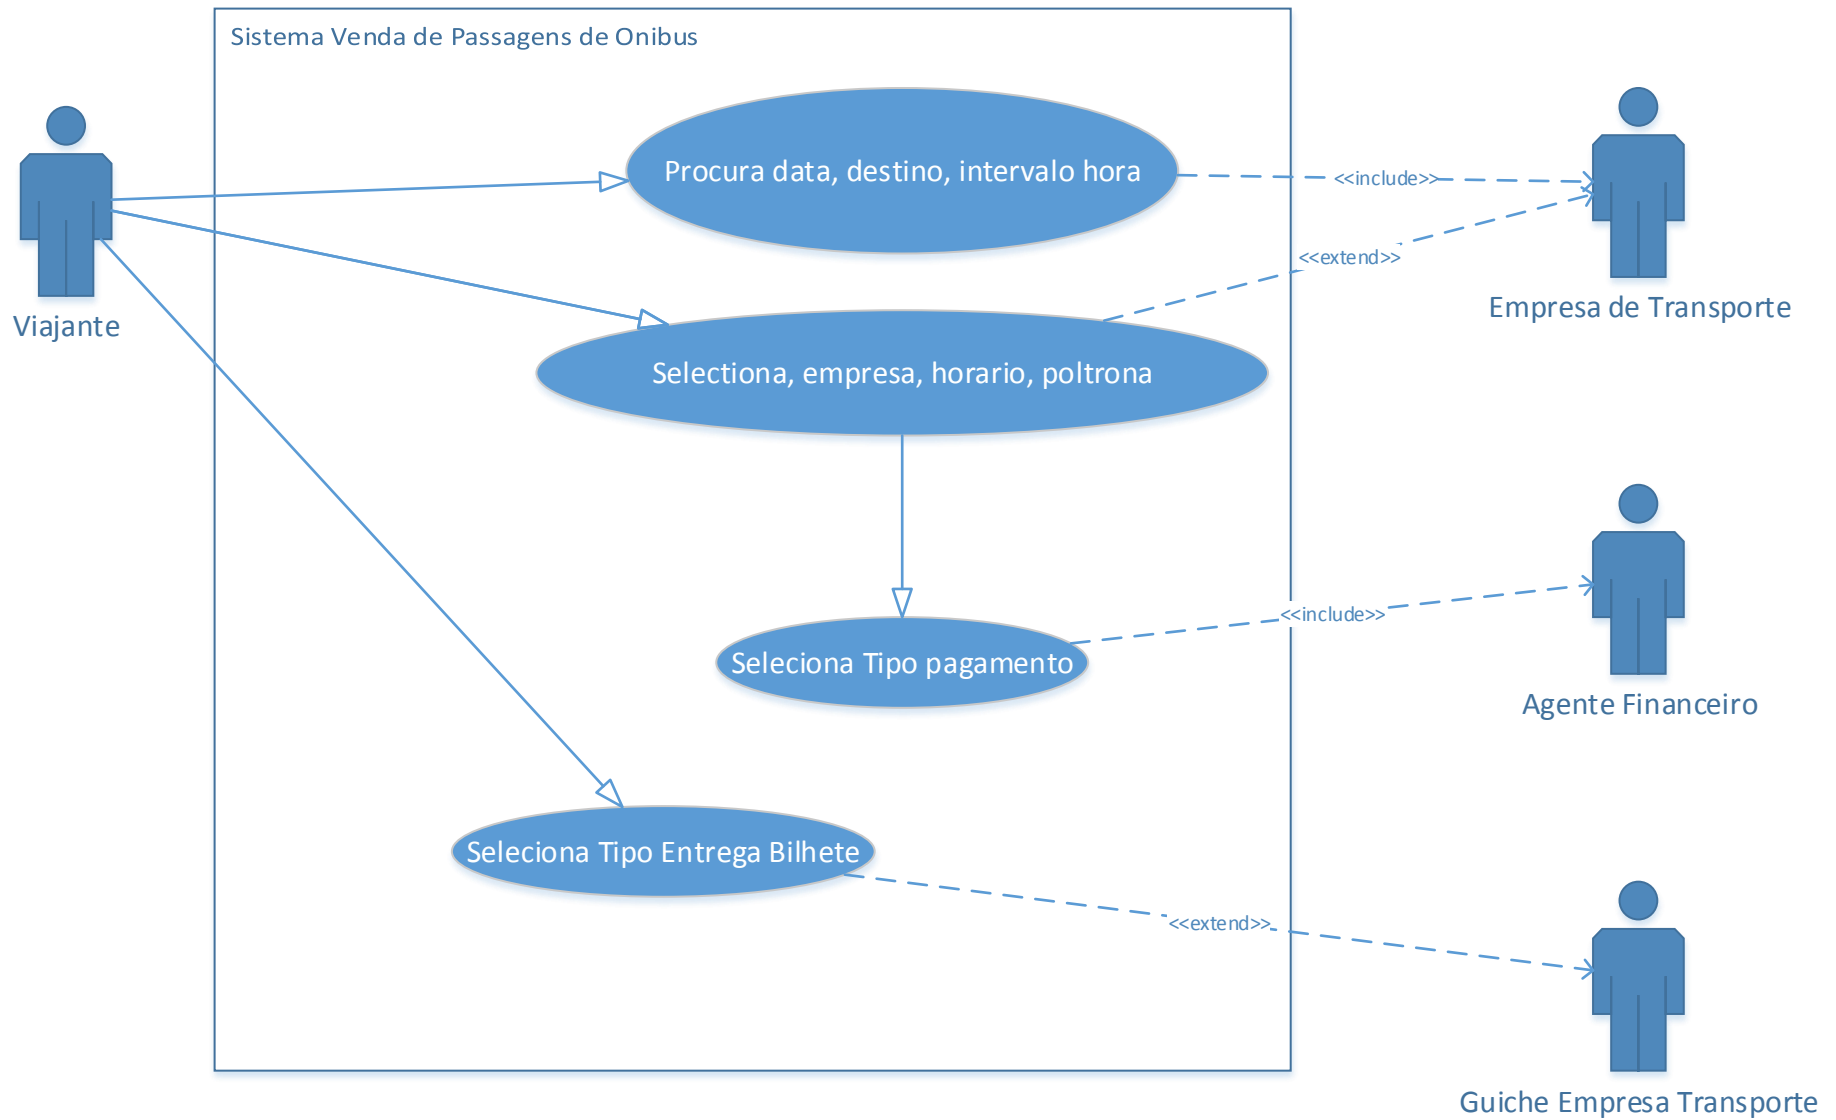 Sistema Venda de Passagens de Onibus
Procura data, destino, intervalo hora
<<include>>
<<extend>>
Empresa de Transporte
Viajante
Selectiona, empresa, horario, poltrona
<<include>>
Seleciona Tipo pagamento
Agente Financeiro
Seleciona Tipo Entrega Bilhete
<<extend>>
Guiche Empresa Transporte